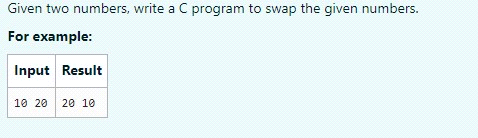 Given two numbers, write a C program to swap the given numbers.
For example:
Input Result
10 20 20 10